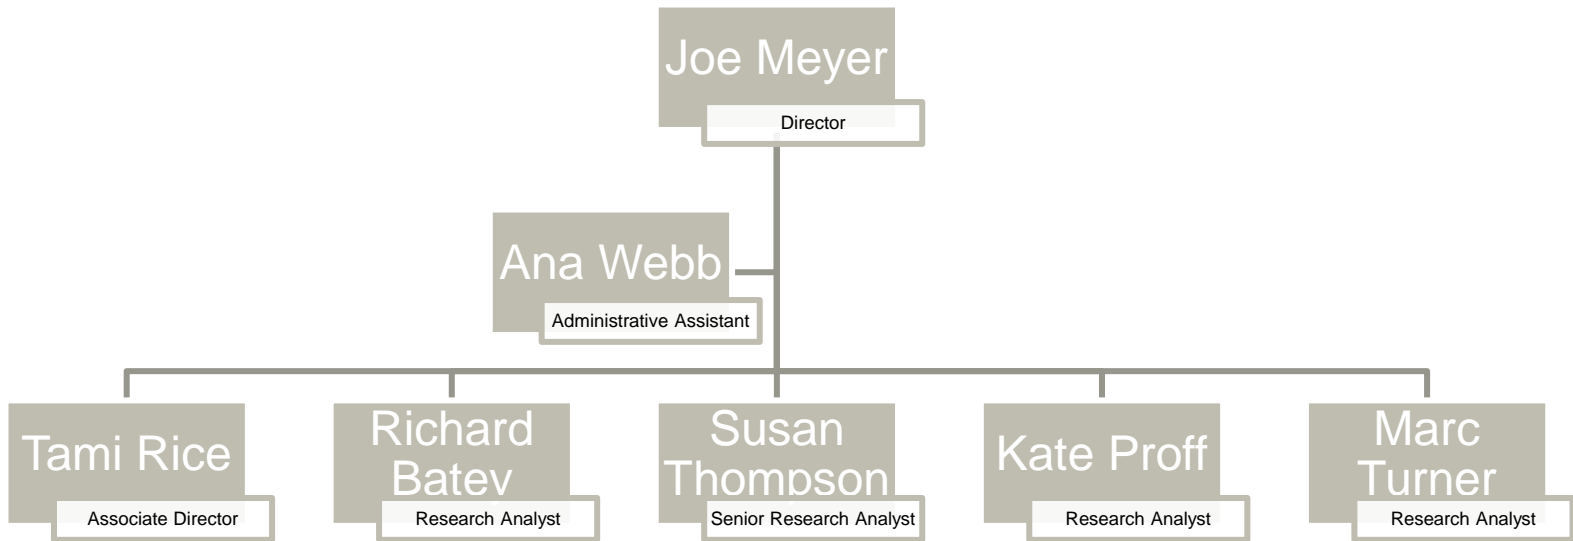 Joe Meyer
Director
Ana Webb
Administrative Assistant
Tami Rice
Associate Director
Richard
Batey
Research Analyst
Susan
Thompson
Senior Research Analyst
Kate Proff
Research Analyst
Marc
Turner
Research Analyst